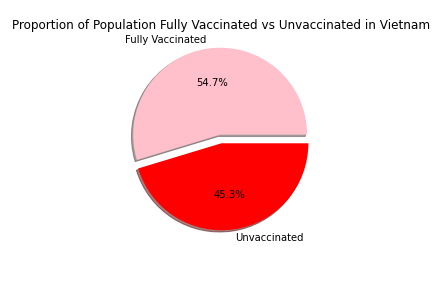 Proportion of Population Fully Vaccinated vs Unvaccinated in Vietnam
Fully Vaccinated
54.7%
45.3%
Unvaccinated